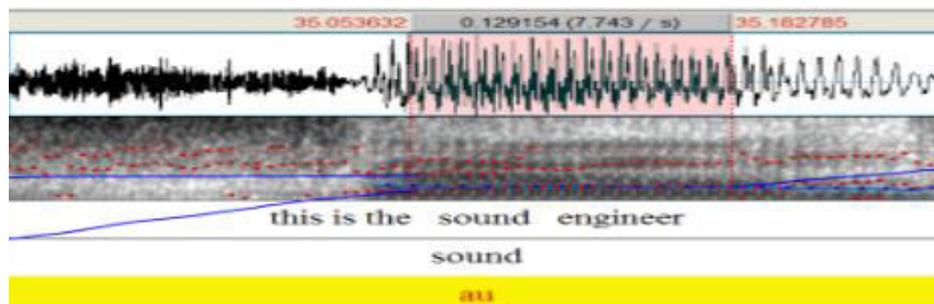 35.053632 0.129154 (7.743 / s) 35.182785
this is the sound engineer
sound
au